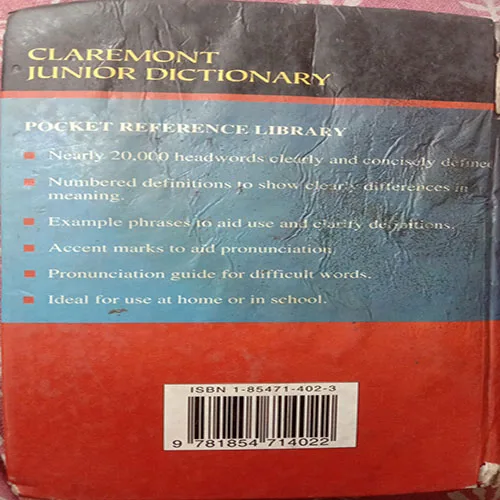 CLAREMONT
JUNIOR DICTIONARY
POCKET REFERENCE LIBRARY
Nearly 20,000 headwords clearly and concisely defined
Numbered definitions to show clearly differences in
meaning.
Example phrases to aid use and clarify definitions.
Accent marks to aid pronunciation.
Pronunciation guide for difficult words.
Ideal for use at home or in school.
ISBN 1-85471-402-3
9 781854 714022